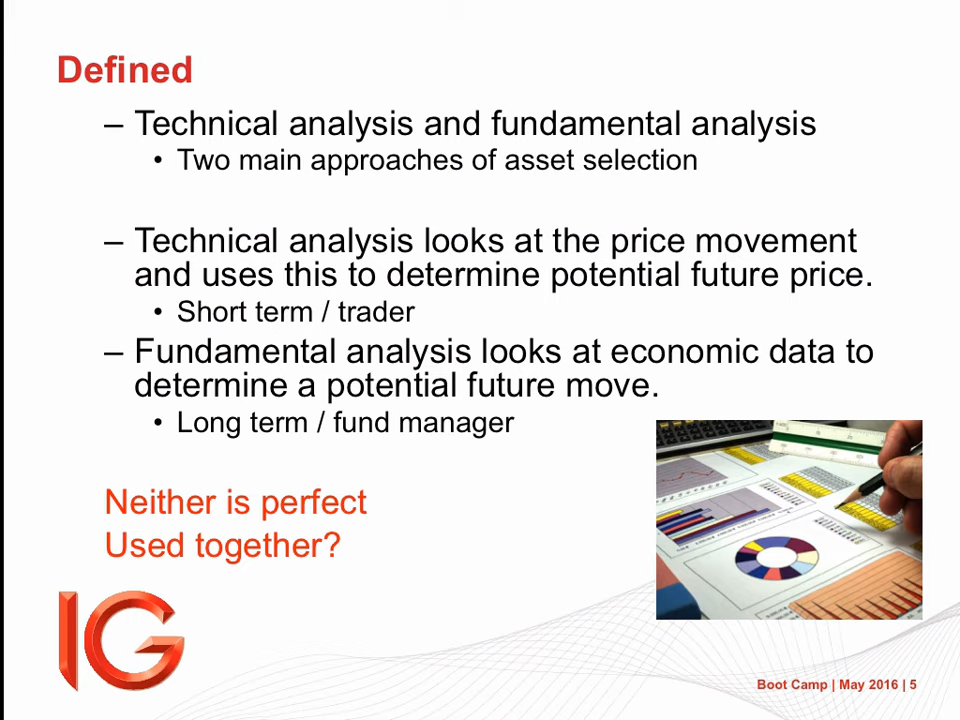 Defined
– Technical analysis and fundamental analysis
• Two main approaches of asset selection
– Technical analysis looks at the price movement
and uses this to determine potential future price.
• Short term / trader
– Fundamental analysis looks at economic data to
determine a potential future move.
• Long term / fund manager
Neither is perfect
Used together?
IG
Boot Camp | May 2016 | 5